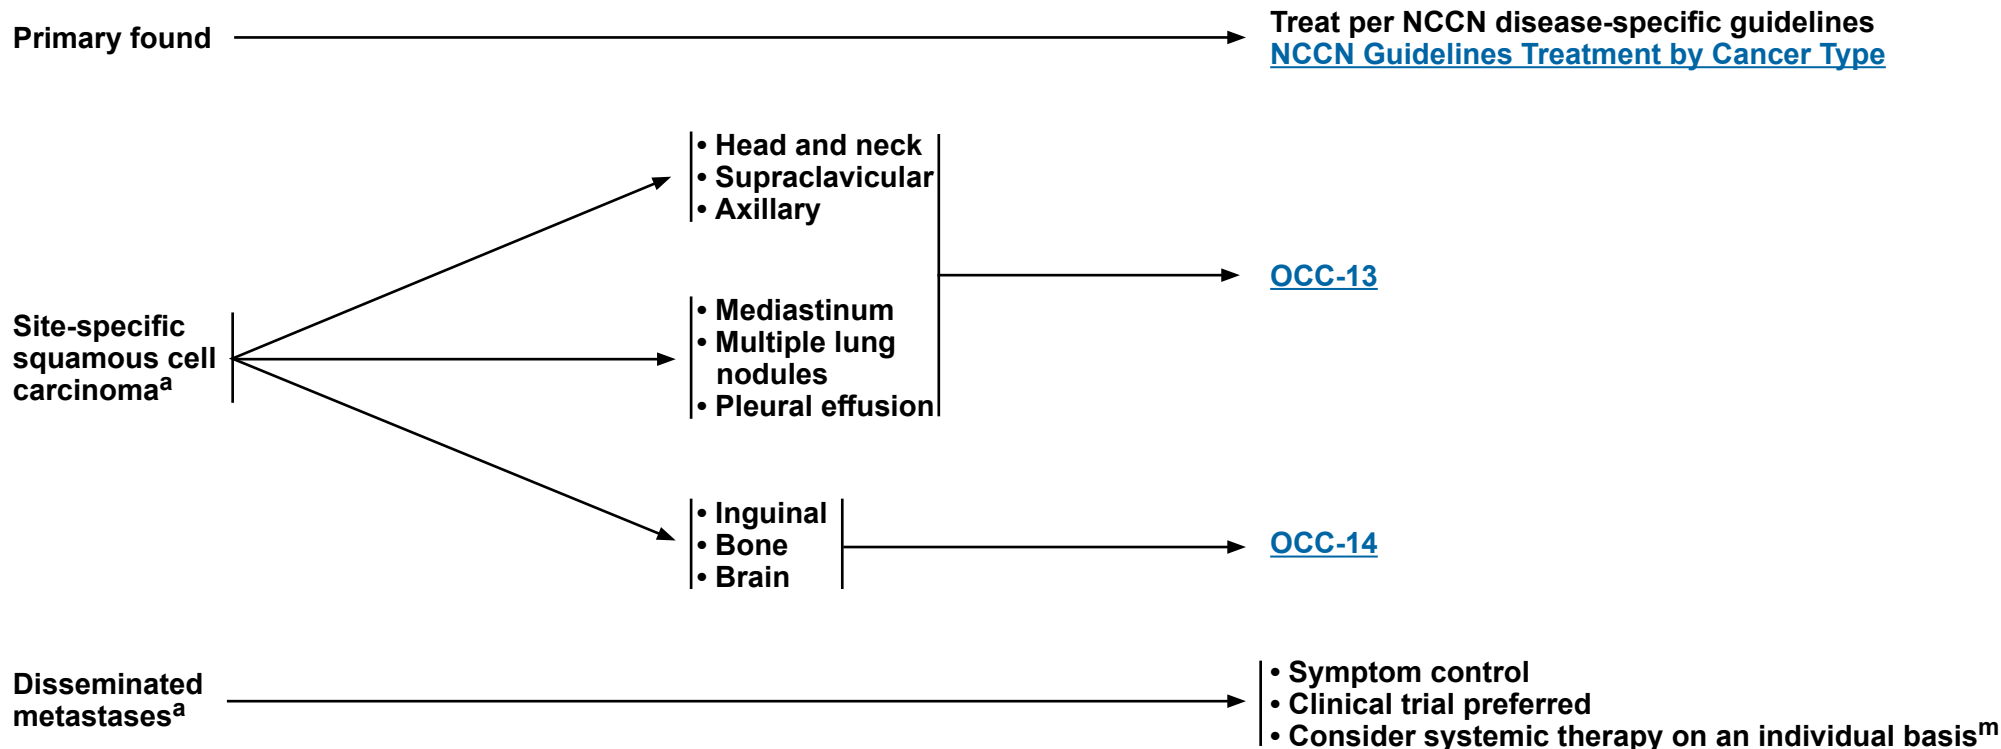 Primary found
Treat per NCCN disease-specific guidelines
NCCN Guidelines Treatment by Cancer Type
• Head and neck
• Supraclavicular
• Axillary
OCC-13
Site-specific
squamous cell
carcinomaa
• Mediastinum
• Multiple lung
nodules
• Pleural effusion
• Inguinal
• Bone
• Brain
OCC-14
Disseminated
metastasesa
• Symptom control
• Clinical trial preferred
• Consider systemic therapy on an individual basism